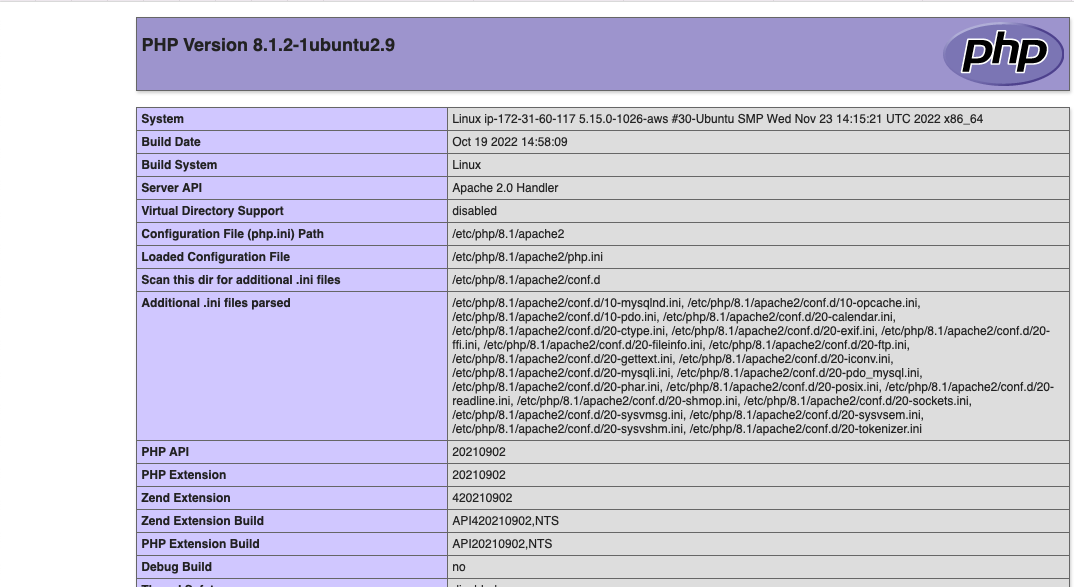 PHP Version 8.1.2-1ubuntu2.9
php
System
Linux ip-172-31-60-117 5.15.0-1026-aws #30-Ubuntu SMP Wed Nov 23 14:15:21 UTC 2022 x86_64
Build Date
Oct 19 2022 14:58:09
Build System
Linux
Server API
Apache 2.0 Handler
Virtual Directory Support
disabled
Configuration File (php.ini) Path
/etc/php/8.1/apache2
Loaded Configuration File
/etc/php/8.1/apache2/php.ini
Scan this dir for additional .ini files
/etc/php/8.1/apache2/conf.d
Additional .ini files parsed
/etc/php/8.1/apache2/conf.d/10-mysqlnd.ini, /etc/php/8.1/apache2/conf.d/10-opcache.ini,
/etc/php/8.1/apache2/conf.d/10-pdo.ini, /etc/php/8.1/apache2/conf.d/20-calendar.ini,
/etc/php/8.1/apache2/conf.d/20-ctype.ini, /etc/php/8.1/apache2/conf.d/20-exif.ini, /etc/php/8.1/apache2/conf.d/20-
ffi.ini, /etc/php/8.1/apache2/conf.d/20-fileinfo.ini, /etc/php/8.1/apache2/conf.d/20-ftp.ini,
/etc/php/8.1/apache2/conf.d/20-gettext.ini, /etc/php/8.1/apache2/conf.d/20-iconv.ini,
/etc/php/8.1/apache2/conf.d/20-mysqli.ini, /etc/php/8.1/apache2/conf.d/20-pdo_mysql.ini,
/etc/php/8.1/apache2/conf.d/20-phar.ini, /etc/php/8.1/apache2/conf.d/20-posix.ini, /etc/php/8.1/apache2/conf.d/20-
readline.ini, /etc/php/8.1/apache2/conf.d/20-shmop.ini, /etc/php/8.1/apache2/conf.d/20-sockets.ini,
/etc/php/8.1/apache2/conf.d/20-sysvmsg.ini, /etc/php/8.1/apache2/conf.d/20-sysvsem.ini,
/etc/php/8.1/apache2/conf.d/20-sysvshm.ini, /etc/php/8.1/apache2/conf.d/20-tokenizer.ini
PHP API
20210902
PHP Extension
20210902
Zend Extension
420210902
Zend Extension Build
API420210902,NTS
PHP Extension Build
API20210902,NTS
Debug Build
no